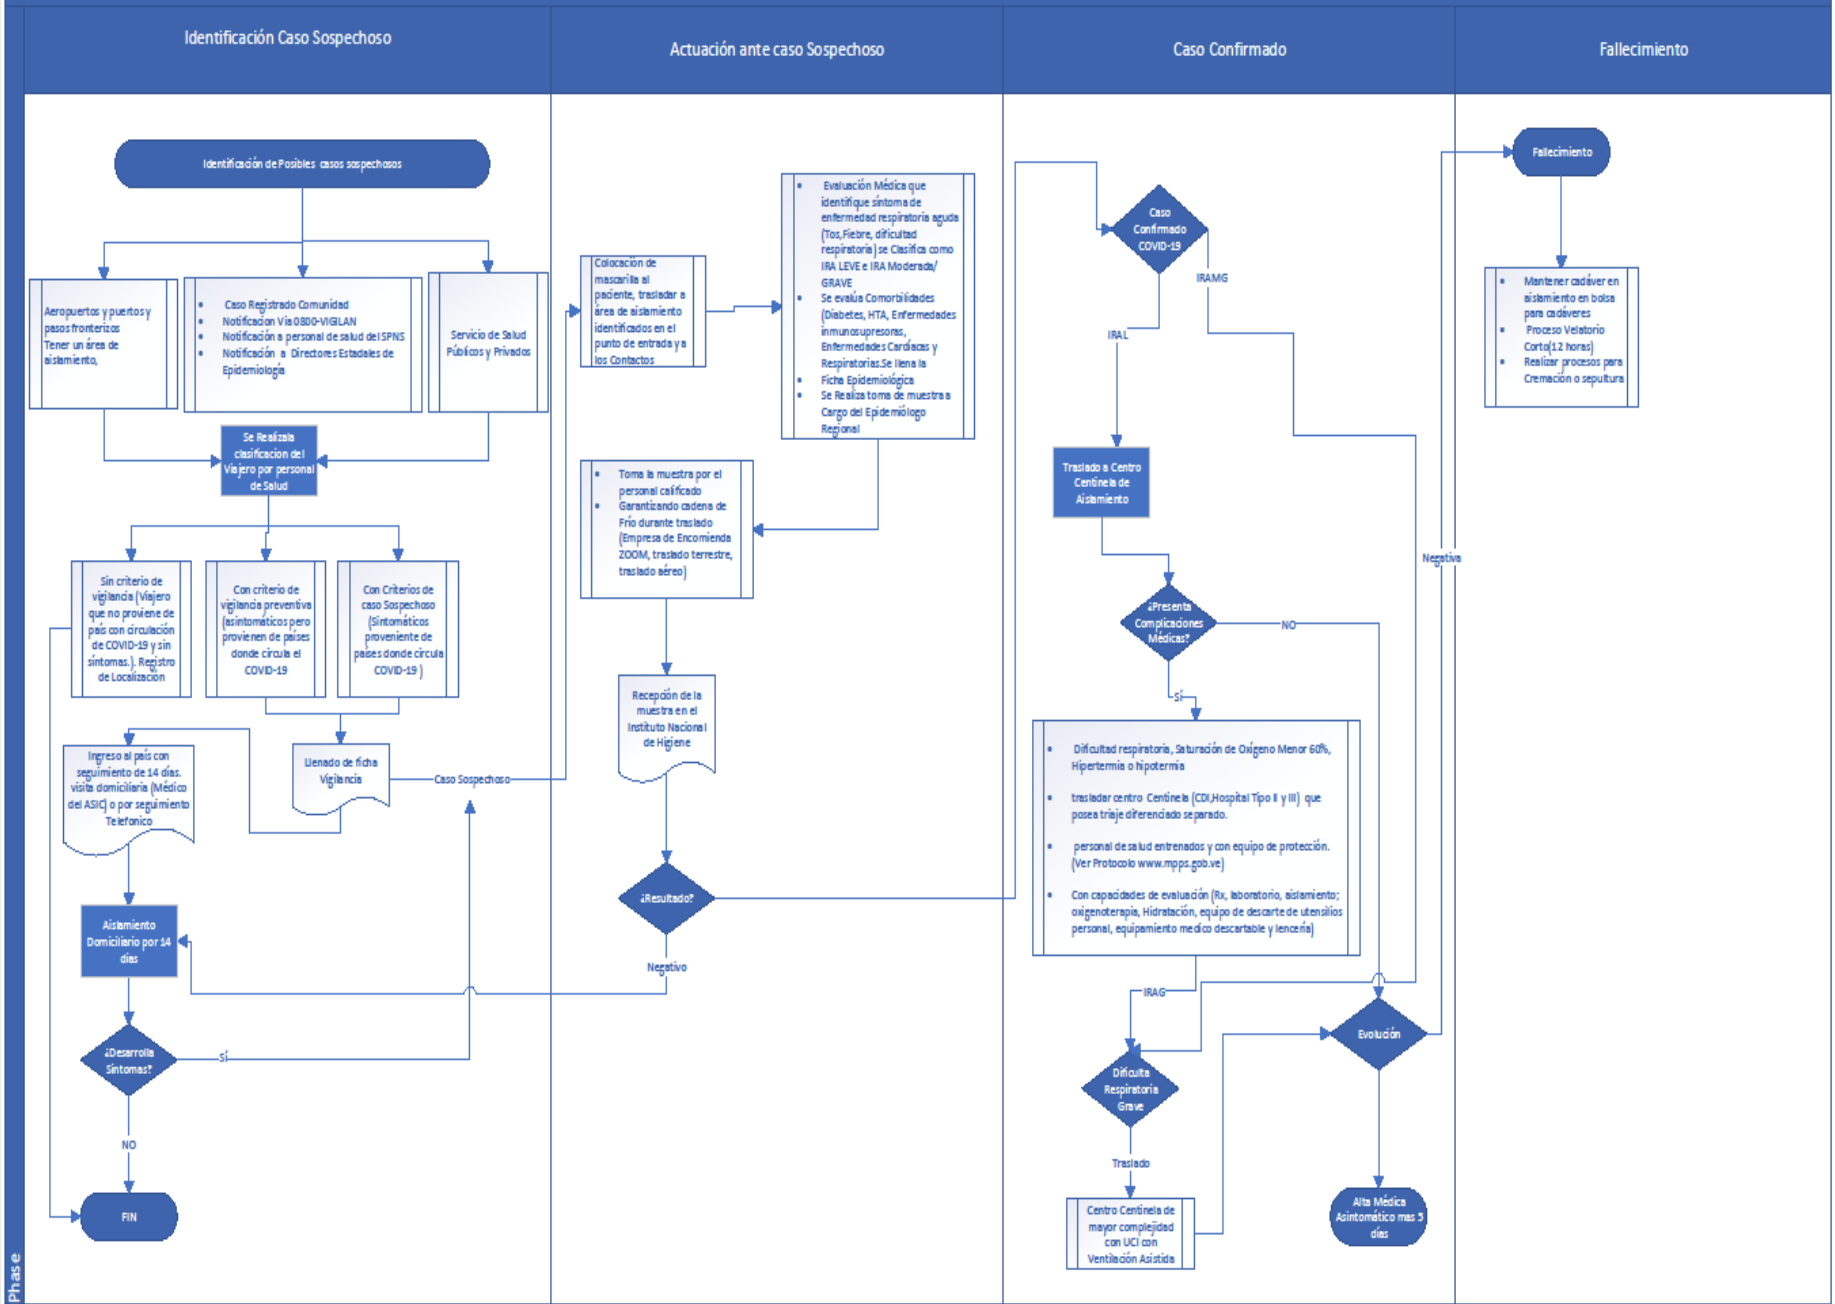 Identificación Caso Sospechoso
Actuación ante caso Sospechoso
Caso Confirmado
Fallecimiento
Phase
Identificación de Posibles casos sospechosos
Aeropuertos y puertos y
pasos fronterizos
Tener un área de
aislamiento,
• Caso Registrado Comunidad
• Notificacion Vía 0800-VIGILAN
• Notificación a personal de salud del SPNS
• Notificación a Directores Estadales de
Epidemiología
Servicio de Salud
Públicos y Privados
Se Realizala
clasificacion del
Viajero por personal
de Salud
Sin criterio de
vigilancia (Viajero
que no proviene de
país con circulación
de COVID-19 y sin
síntomas.). Registro
de Localización
Con criterio de
vigilancia preventiva
(asintomáticos pero
provienen de países
donde circula el
COVID-19
Con Criterios de
caso Sospechoso
(Sintomáticos
proveniente de
países donde circula
COVID-19 )
Llenado de ficha
Vigilancia
Caso Sospechoso
Ingreso al país con
seguimiento de 14 días.
visita domiciliaria (Médico
del ASIC) o por seguimiento
Telefonico
Aislamiento
Domiciliario por 14
días
¿Desarrolla
Síntomas?
Sí
NO
FIN
Colocación de
mascarilla al
paciente, trasladar a
área de aislamiento
identificados en el
punto de entrada y a
los Contactos
• Evaluación Médica que
identifique síntoma de
enfermedad respiratoria aguda
(Tos,Fiebre, dificultad
respiratoria) se Clasifica como
IRA LEVE e IRA Moderada/
GRAVE
• Se evalúa Comorbilidades
(Diabetes, HTA, Enfermedades
inmunosupresoras,
Enfermedades Cardíacas y
Respiratorias.Se llena la
• Ficha Epidemiológica
• Se Realiza toma de muestra a
Cargo del Epidemiólogo
Regional
• Toma la muestra por el
personal calificado
• Garantizando cadena de
Frío durante traslado
(Empresa de Encomienda
ZOOM, traslado terrestre,
traslado aéreo)
Recepción de la
muestra en el
Instituto Nacional
de Higiene
¿Resultado?
Negativo
Caso
Confirmado
COVID-19
IRAMG
IRAL
Traslado a Centro
Centinela de
Aislamiento
¿Presenta
Complicaciones
Médicas?
NO
Sí
• Dificultad respiratoria, Saturación de Oxígeno Menor 60%,
Hipertermia o hipotermia
• trasladar centro Centinela (CDI,Hospital Tipo II y III) que
posea triaje diferenciado separado.
• personal de salud entrenados y con equipo de protección.
(Ver Protocolo www.mpps.gob.ve)
• Con capacidades de evaluación (Rx, laboratorio, aislamiento;
oxigenoterapia, Hidratación, equipo de descarte de utensilios
personal, equipamiento medico descartable y lencería)
IRAG
Dificulta
Respiratoria
Grave
Traslado
Centro Centinela de
mayor complejidad
con UCI con
Ventilación Asistida
Evolución
Negativa
Alta Médica
Asintomático mas 5
días
Fallecimiento
• Mantener cadáver en
aislamiento en bolsa
para cadáveres
• Proceso Velatorio
Corto(12 horas)
• Realizar procesos para
Cremación o sepultura